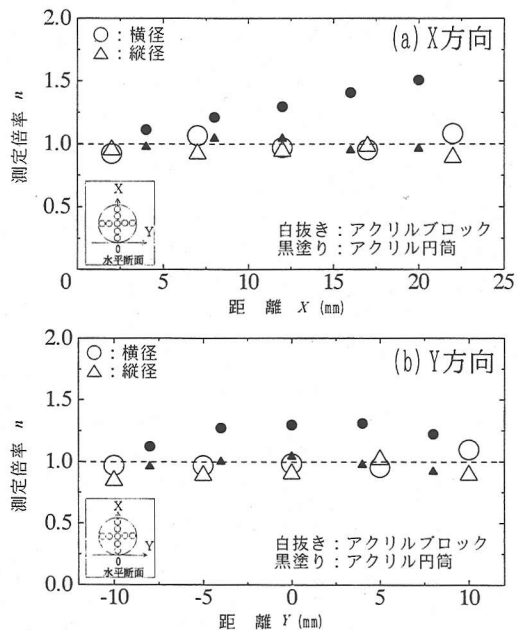 2.0
○：横径
△：縦径
(a) X方向
1.5
1.0
0.5
0
測定倍率 n
X
Y
0
水平断面
白抜き：アクリルブロック
黒塗り：アクリル円筒
5
10
15
20
25
距 離 X (mm)
2.0
○：横径
△：縦径
(b) Y方向
1.5
1.0
0.5
0.0
測定倍率 n
X
Y
0
水平断面
白抜き：アクリルブロック
黒塗り：アクリル円筒
-10
-5
0
5
10
距 離 Y (mm)